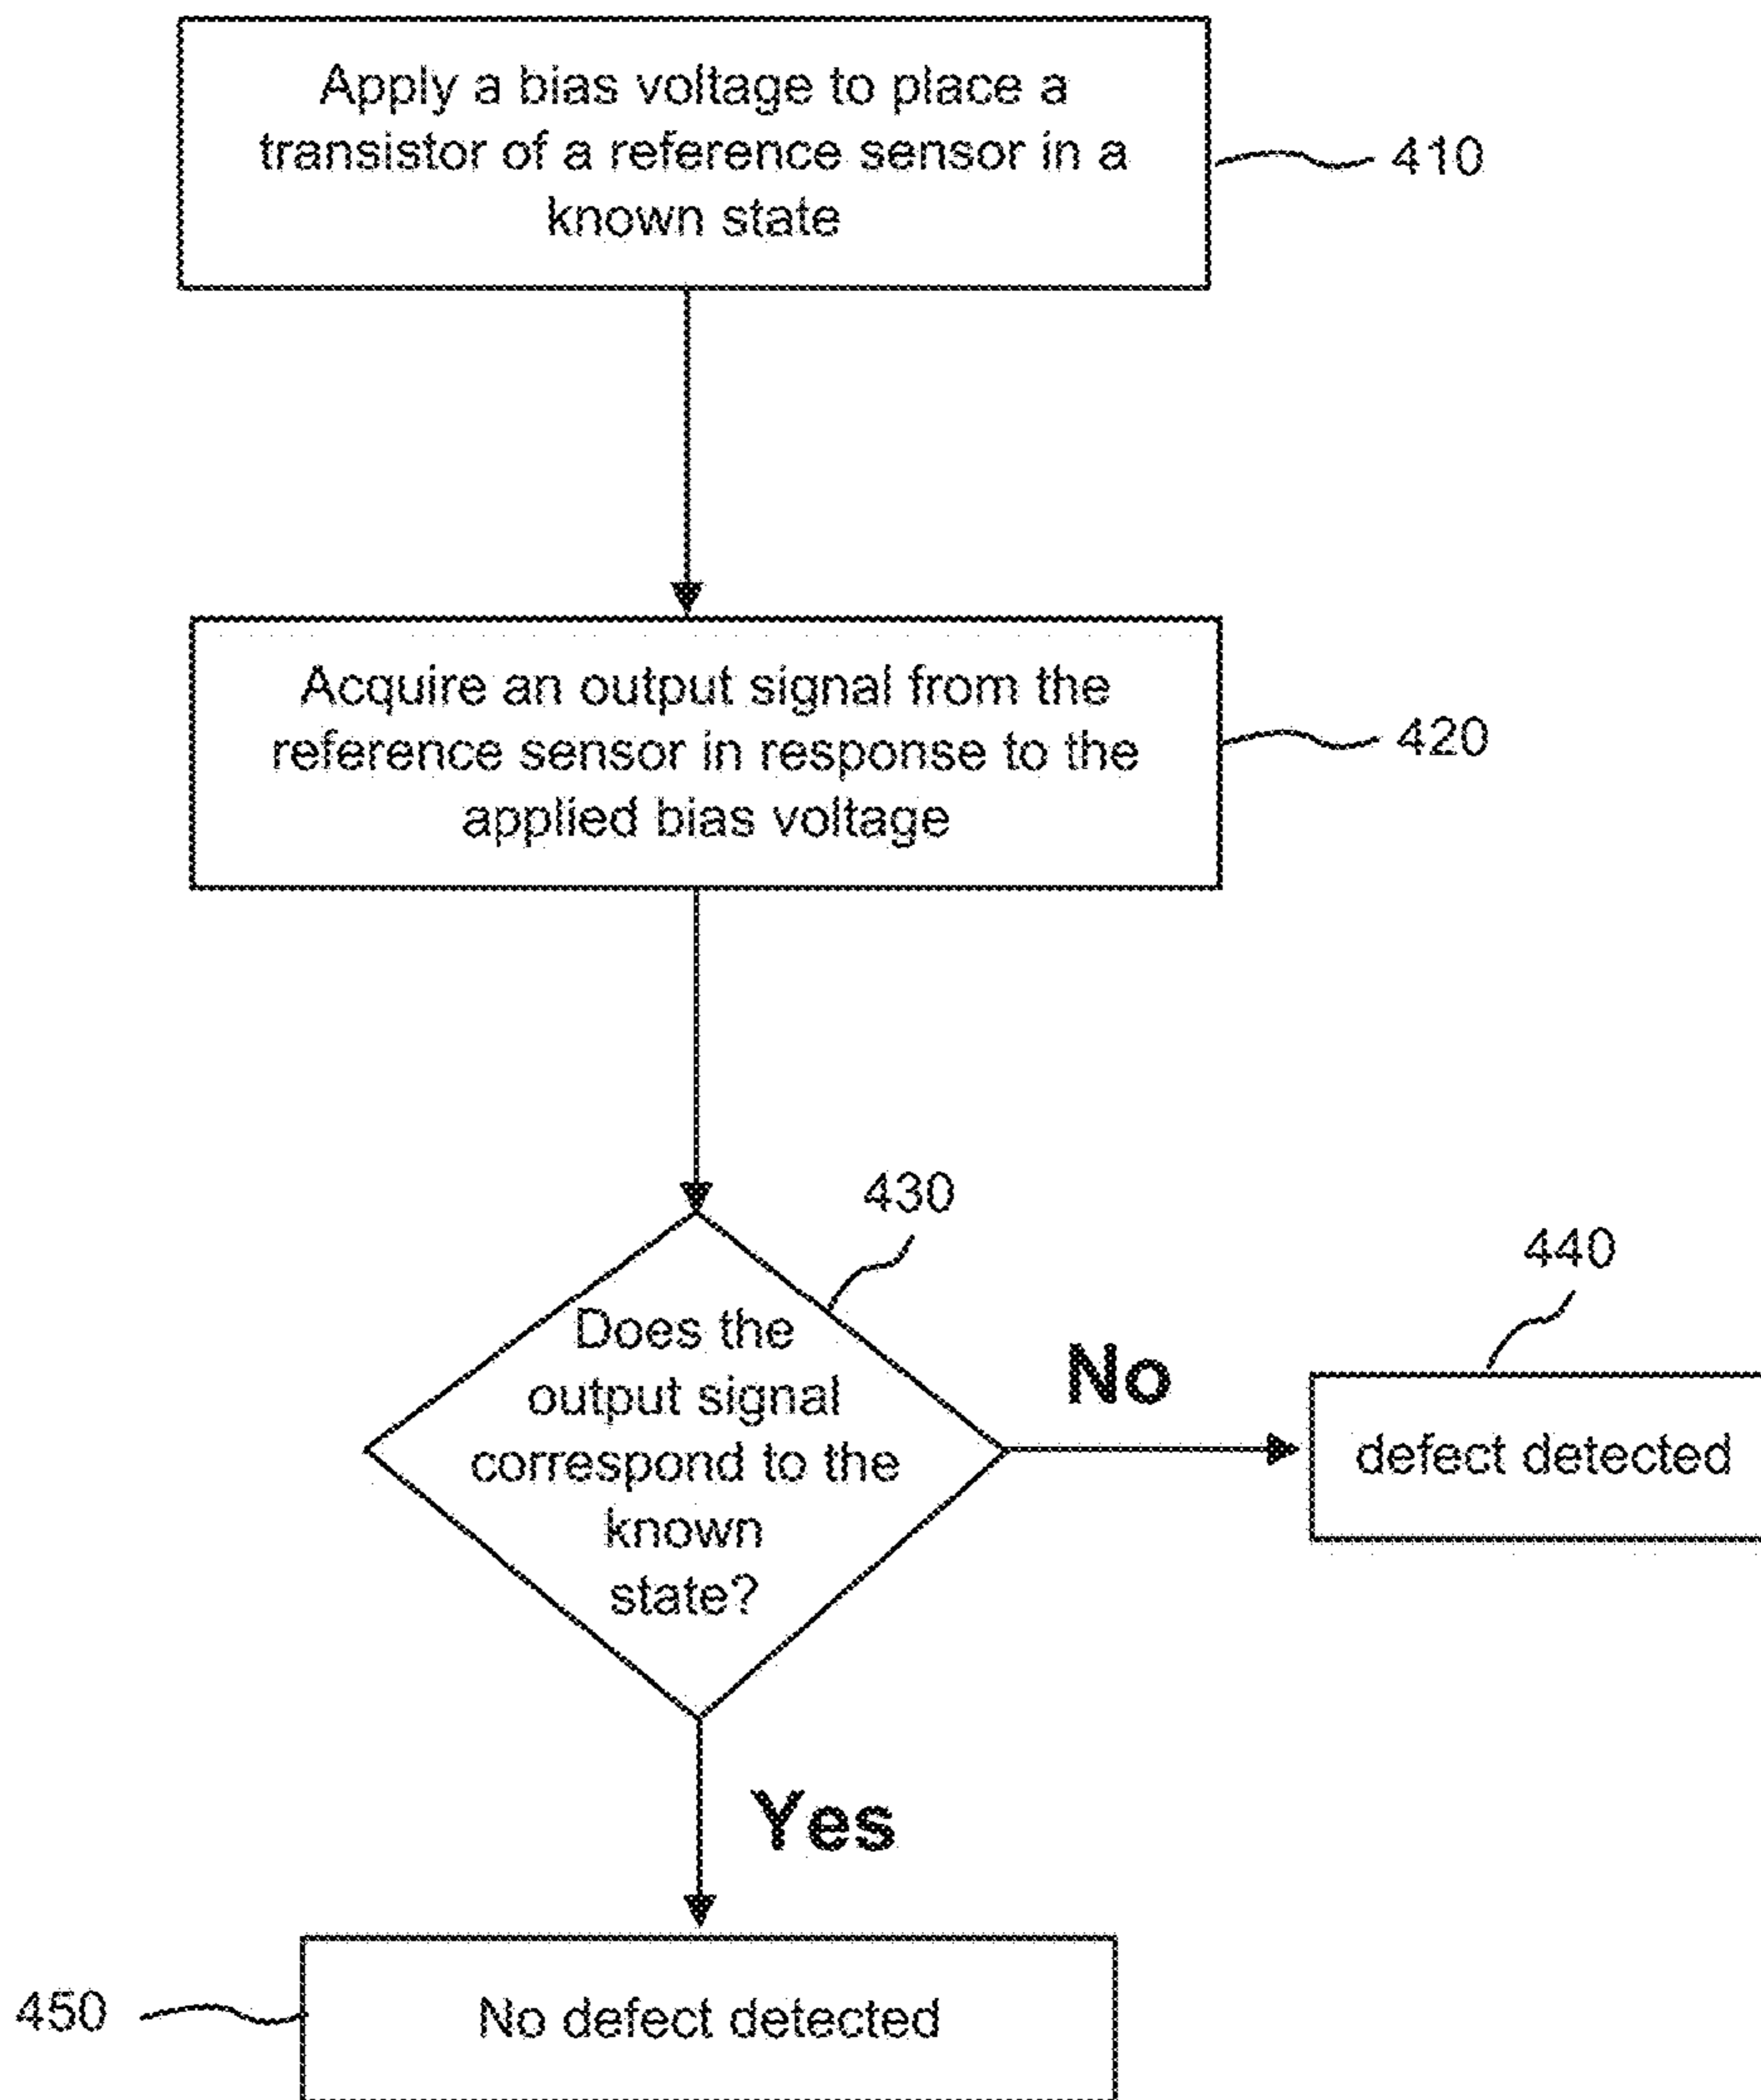 Apply a bias voltage to place a
transistor of a reference sensor in a
known state
410
Acquire an output signal from the
reference sensor in response to the
applied bias voltage
420
430
Does the
output signal
correspond to the
known
state?
No
440
defect detected
Yes
450
No defect detected